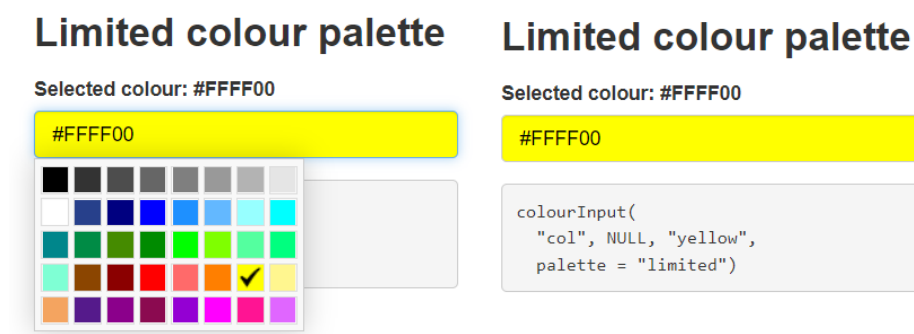 Limited colour palette
Selected colour: #FFFF00
#FFFF00
Limited colour palette
Selected colour: #FFFF00
#FFFF00
colourInput(
  "col", NULL, "yellow",
  palette = "limited")